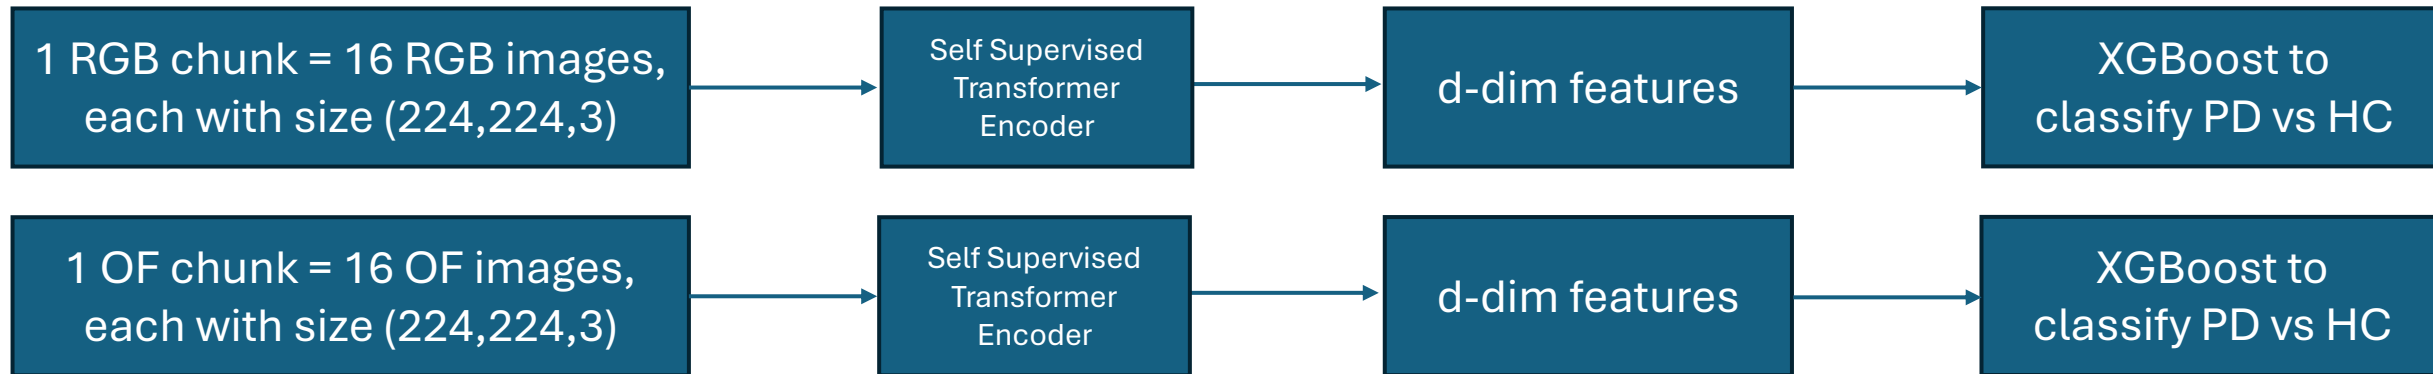 1 RGB chunk = 16 RGB images,
each with size (224,224,3)
Self Supervised
Transformer
Encoder
d-dim features
XGBoost to
classify PD vs HC
1 OF chunk = 16 OF images,
each with size (224,224,3)
Self Supervised
Transformer
Encoder
d-dim features
XGBoost to
classify PD vs HC